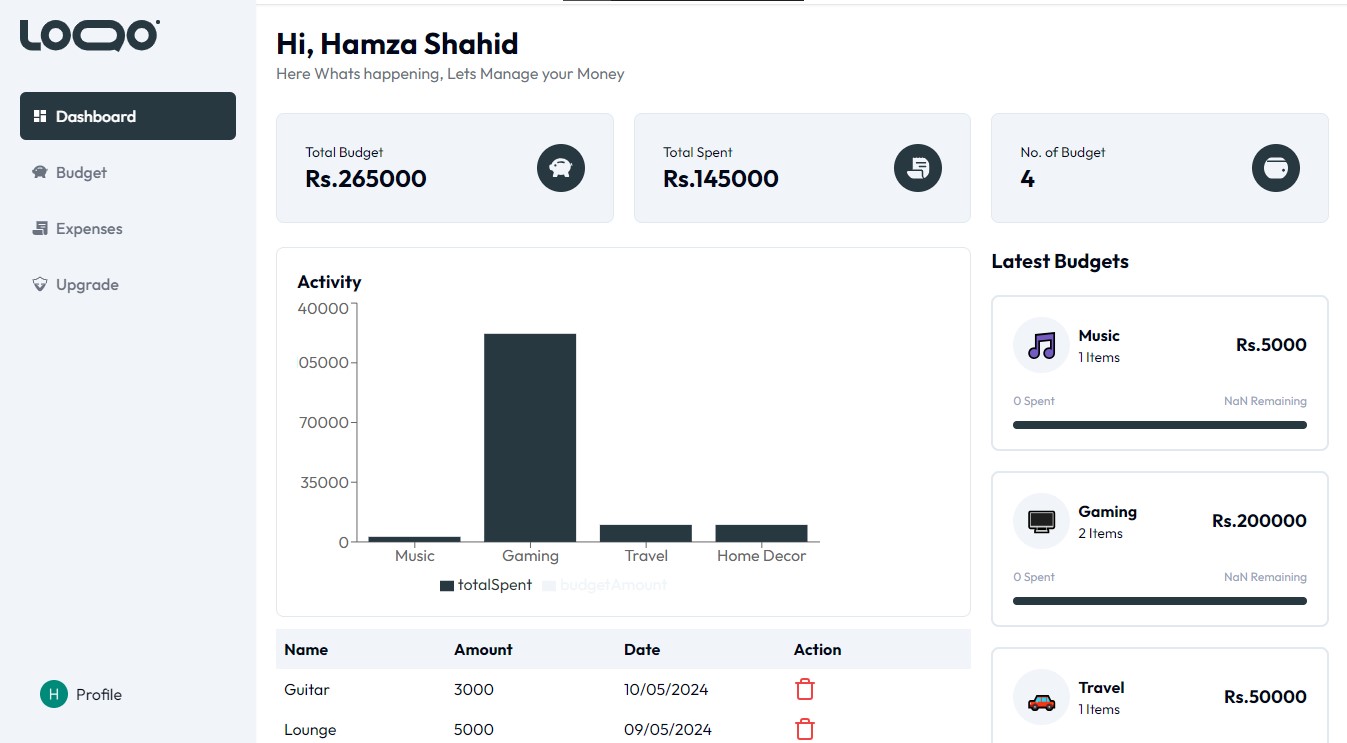 LOQO
Dashboard
Budget
Expenses
Upgrade
H Profile
Hi, Hamza Shahid
Here Whats happening, Lets Manage your Money
Total Budget
Rs.265000
Total Spent
Rs.145000
No. of Budget
4
Activity
40000
05000
70000
35000
0
Music Gaming Travel Home Decor
totalSpent budgetAmount
Name Amount Date Action
Guitar 3000 10/05/2024
Lounge 5000 09/05/2024
Latest Budgets
Music
1 Items
Rs.5000
0 Spent NaN Remaining
Gaming
2 Items
Rs.200000
0 Spent NaN Remaining
Travel
1 Items
Rs.50000